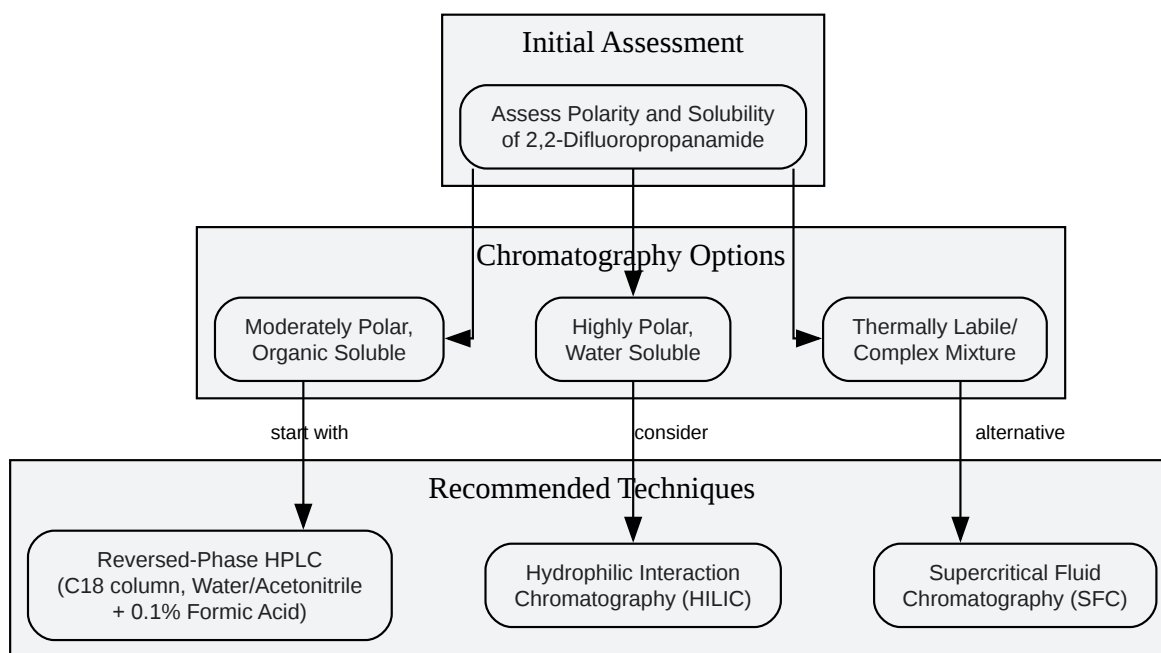 Initial Assessment
Assess Polarity and Solubility
of 2,2-Difluoropropanamide
Chromatography Options
Moderately Polar,
Organic Soluble
Highly Polar,
Water Soluble
Thermally Labile/
Complex Mixture
start with
consider
alternative
Recommended Techniques
Reversed-Phase HPLC
(C18 column, Water/Acetonitrile
+ 0.1% Formic Acid)
Hydrophilic Interaction
Chromatography (HILIC)
Supercritical Fluid
Chromatography (SFC)